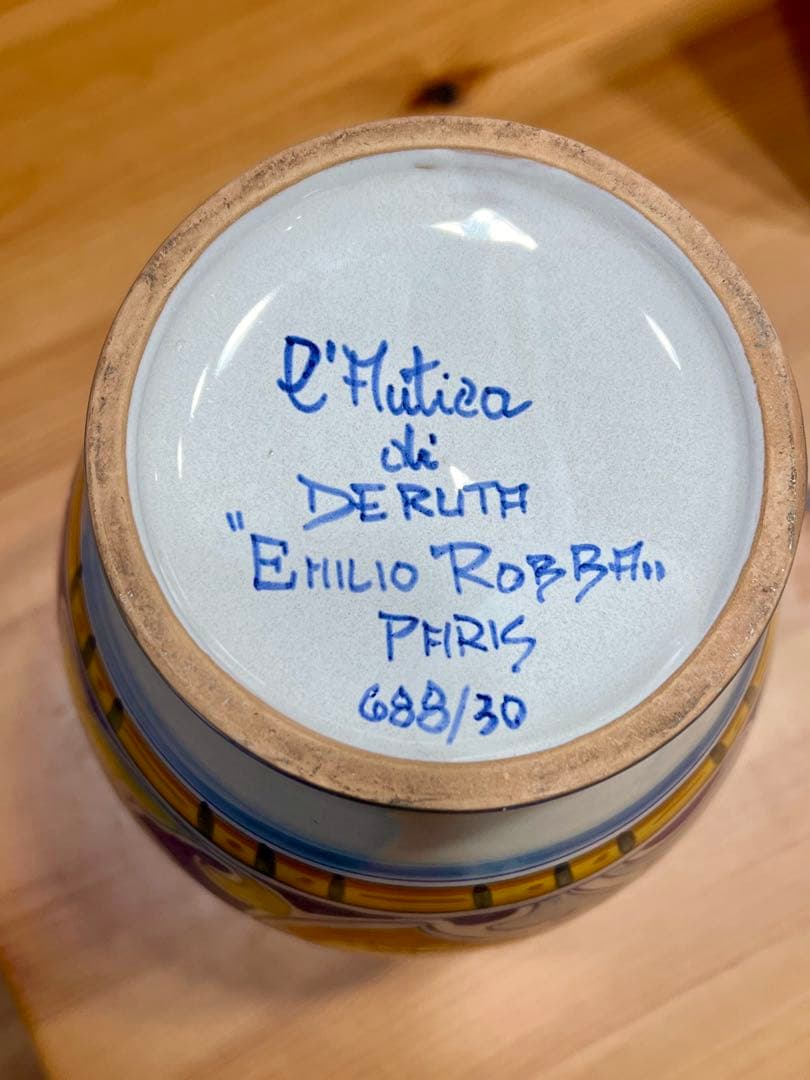 L'Antica
di
DERUTA
"EMILIO ROBBA"
PARIS
688/30